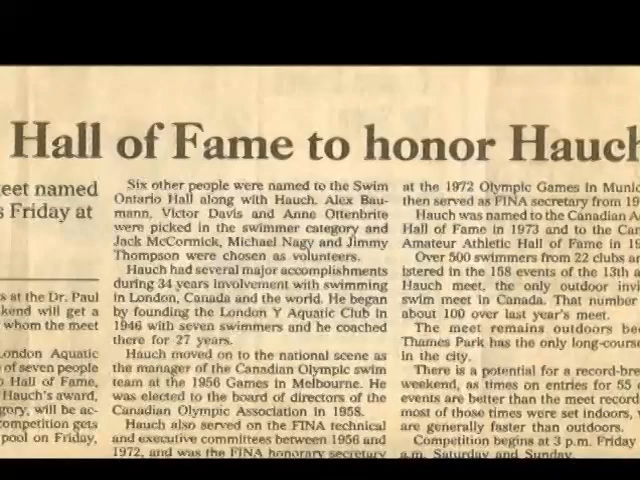 Hall of Fame to honor Hauch
eet named
s Friday at
s at the Dr. Paul
kend will get a
whom the meet
London Aquatic
of seven people
Hall of Fame,
Hauch's award,
gory, will be ac-
competition gets
pool on Friday,
Six other people were named to the Swim
Ontario Hall along with Hauch. Alex Bau-
mann, Victor Davis and Anne Ottenbrite
were picked in the swimmer category and
Jack McCormick, Michael Nagy and Jimmy
Thompson were chosen as volunteers.
Hauch had several major accomplishments
during 34 years involvement with swimming
in London, Canada and the world. He began
by founding the London Y Aquatic Club in
1946 with seven swimmers and he coached
there for 27 years.
Hauch moved on to the national scene as
the manager of the Canadian Olympic swim
team at the 1956 Games in Melbourne. He
was elected to the board of directors of the
Canadian Olympic Association in 1958.
Hauch also served on the FINA technical
and executive committees between 1956 and
1972, and was the FINA honorary secretary
at the 1972 Olympic Games in Munic
then served as FINA secretary from 19
Hauch was named to the Canadian A
Hall of Fame in 1973 and to the Can
Amateur Athletic Hall of Fame in 19
Over 500 swimmers from 22 clubs ar
istered in the 158 events of the 13th a
Hauch meet, the only outdoor invi
swim meet in Canada. That number
about 100 over last year's meet.
The meet remains outdoors bec
Thames Park has the only long-cours
in the city.
There is a potential for a record-bre
weekend, as times on entries for 55 o
events are better than the meet record
most of those times were set indoors, w
are generally faster than outdoors.
Competition begins at 3 p.m. Friday
a.m. Saturday and Sunday.